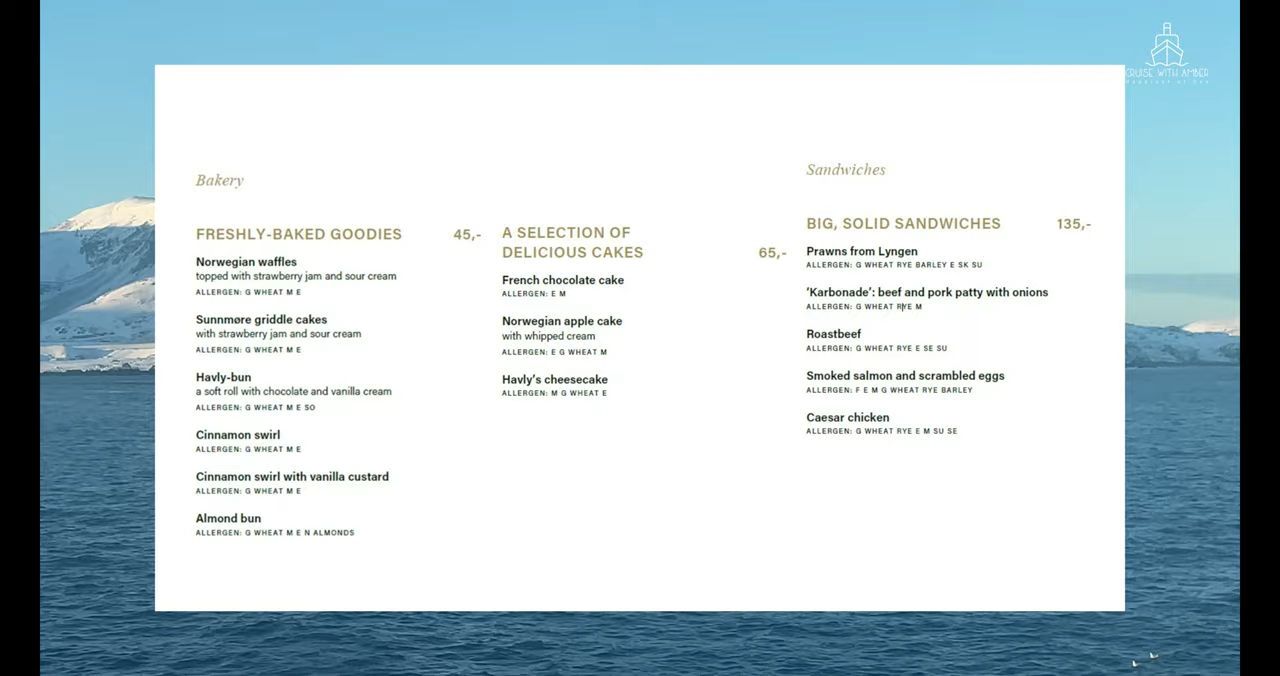 CRUISE WITH AMBER
Bakery
FRESHLY-BAKED GOODIES 45,-
Norwegian waffles
topped with strawberry jam and sour cream
ALLERGEN: G WHEAT M E
Sunnmøre griddle cakes
with strawberry jam and sour cream
ALLERGEN: G WHEAT M E
Havly-bun
a soft roll with chocolate and vanilla cream
ALLERGEN: G WHEAT M E SO
Cinnamon swirl
ALLERGEN: G WHEAT M E
Cinnamon swirl with vanilla custard
ALLERGEN: G WHEAT M E
Almond bun
ALLERGEN: G WHEAT M E N ALMONDS
A SELECTION OF
DELICIOUS CAKES 65,-
French chocolate cake
ALLERGEN: E M
Norwegian apple cake
with whipped cream
ALLERGEN: E G WHEAT M
Havly’s cheesecake
ALLERGEN: M G WHEAT E
Sandwiches
BIG, SOLID SANDWICHES 135,-
Prawns from Lyngen
ALLERGEN: G WHEAT RYE BARLEY E SK SU
‘Karbonade’: beef and pork patty with onions
ALLERGEN: G WHEAT RYE M
Roastbeef
ALLERGEN: G WHEAT RYE E SE SU
Smoked salmon and scrambled eggs
ALLERGEN: F E M G WHEAT RYE BARLEY
Caesar chicken
ALLERGEN: G WHEAT RYE E M SU SE